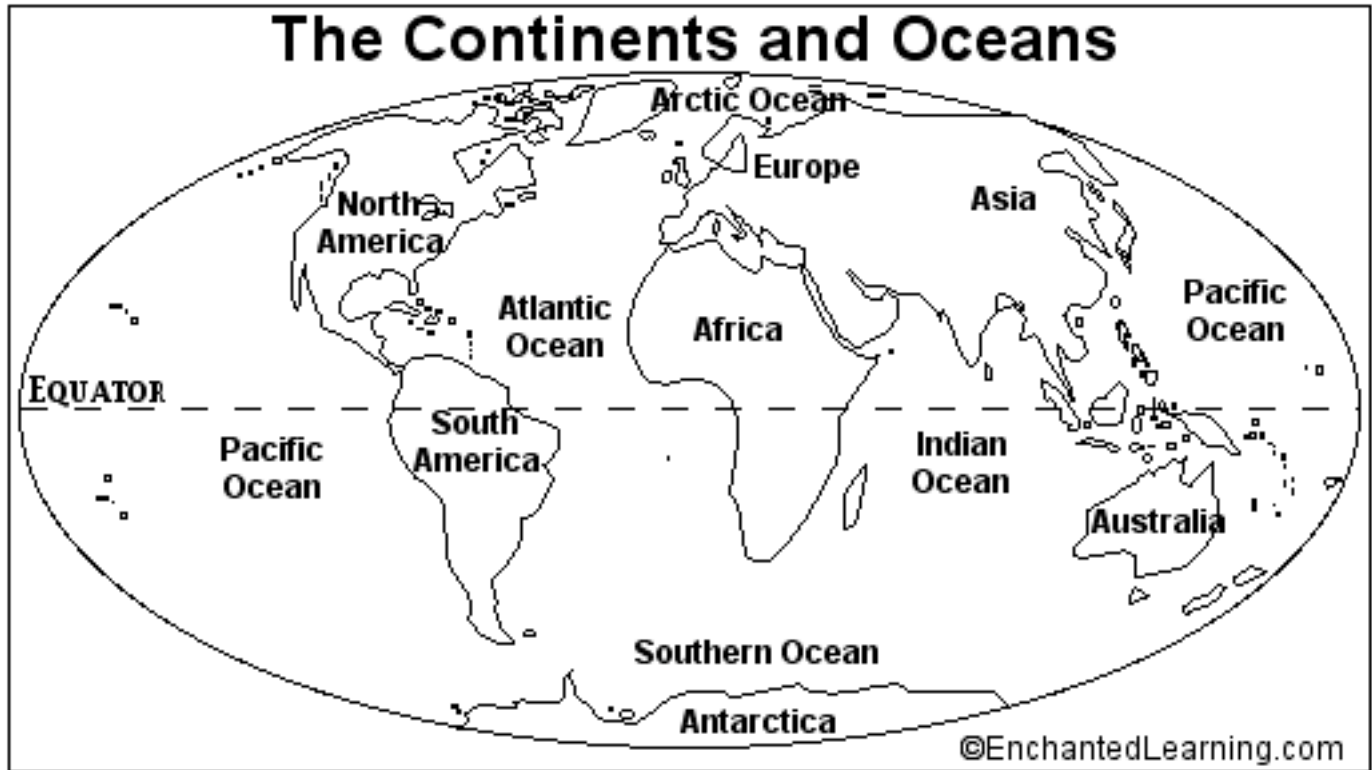 The Continents and Oceans
Arctic Ocean
Europe
Asia
North
America
Atlantic
Ocean
Africa
Pacific
Ocean
EQUATOR
South
America
Pacific
Ocean
Indian
Ocean
Australia
Southern Ocean
Antarctica
©EnchantedLearning.com